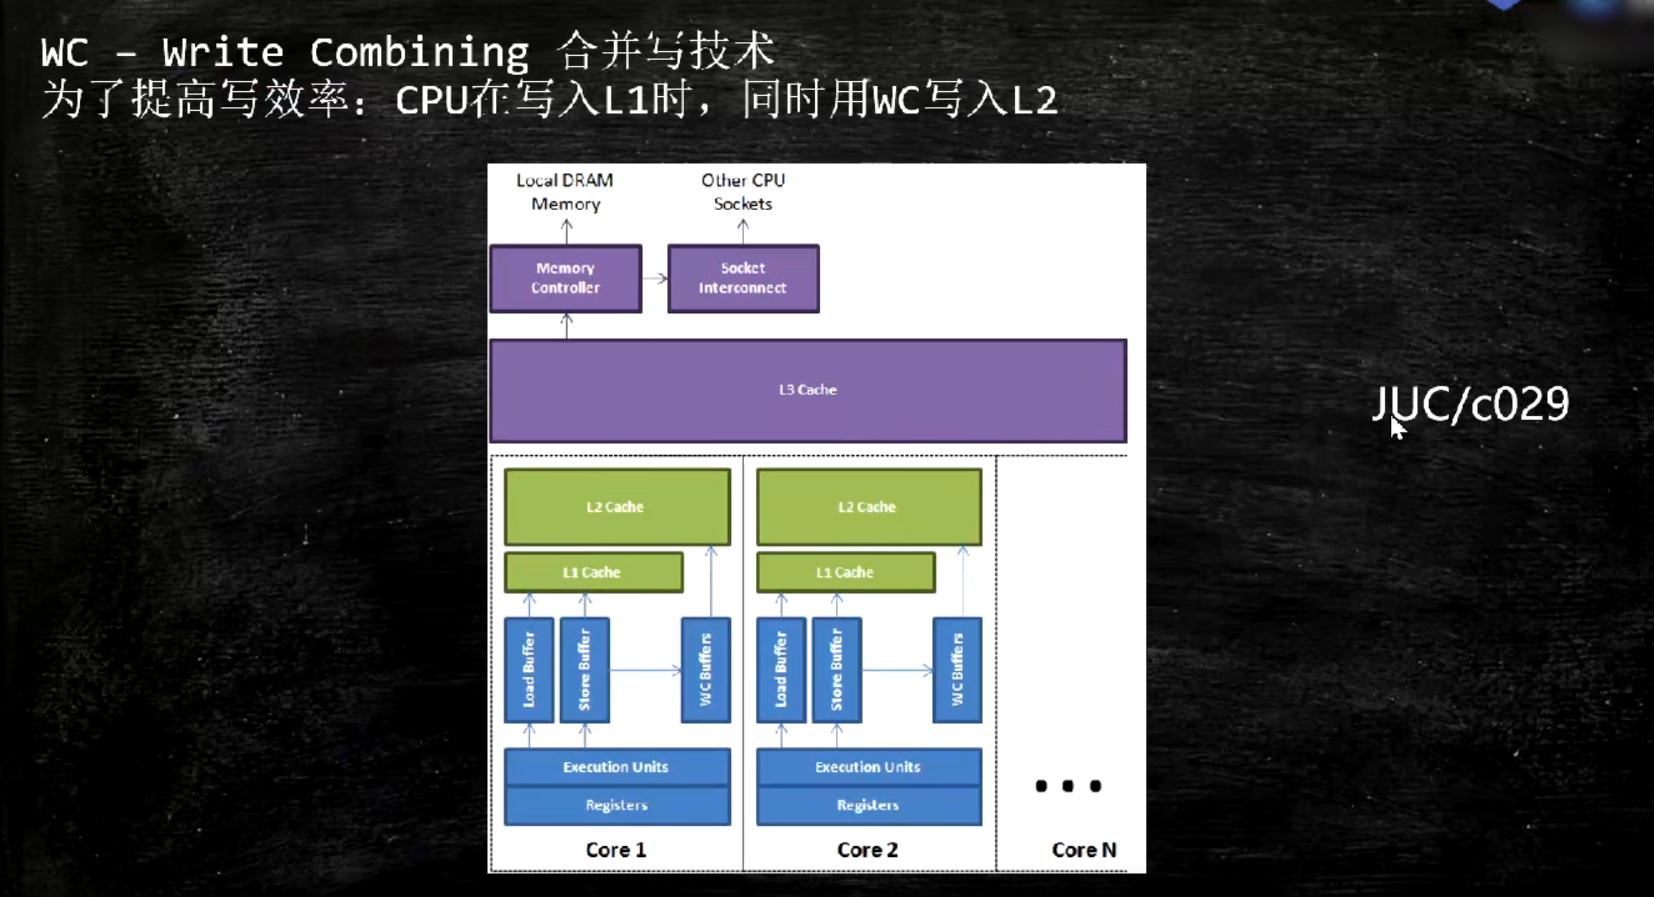 WC – Write Combining 合并写技术
为了提高写效率：CPU在写入L1时，同时用WC写入L2
Local DRAM
Memory
Other CPU
Sockets
Memory
Controller
Socket
Interconnect
L3 Cache
JUC/c029
L2 Cache
L2 Cache
L1 Cache
L1 Cache
Load Buffer
Store Buffer
WC Buffers
Load Buffer
Store Buffer
WC Buffers
Execution Units
Execution Units
Registers
Registers
Core 1
Core 2
Core N